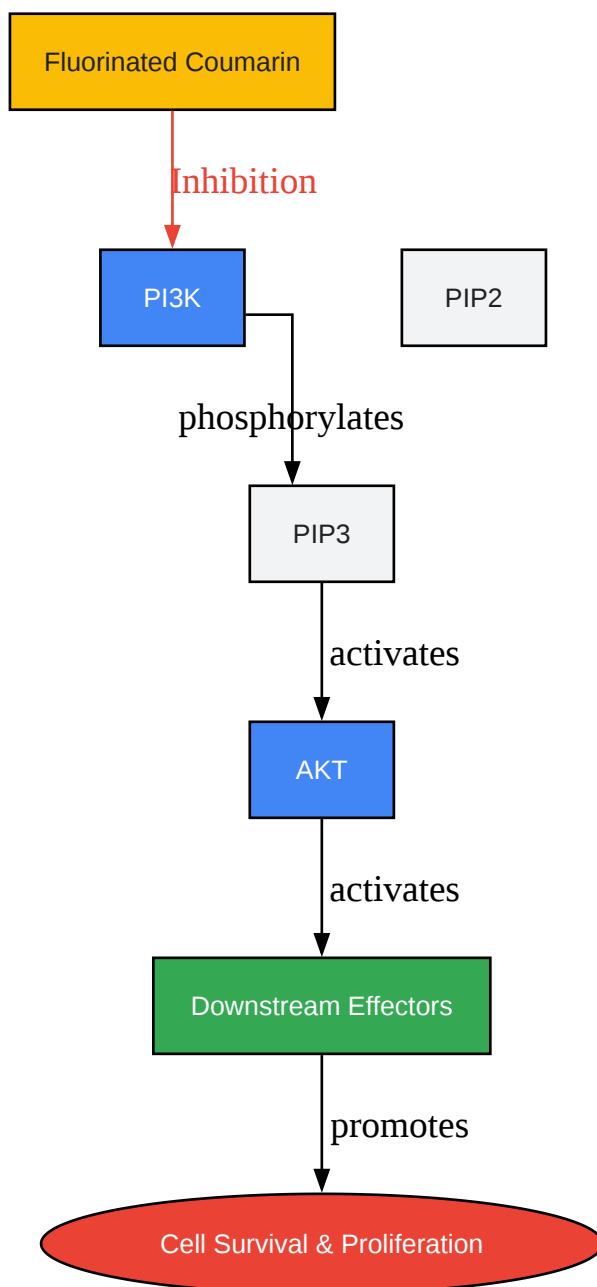 Fluorinated Coumarin
Inhibition
PI3K
PIP2
phosphorylates
PIP3
activates
AKT
activates
Downstream Effectors
promotes
Cell Survival & Proliferation